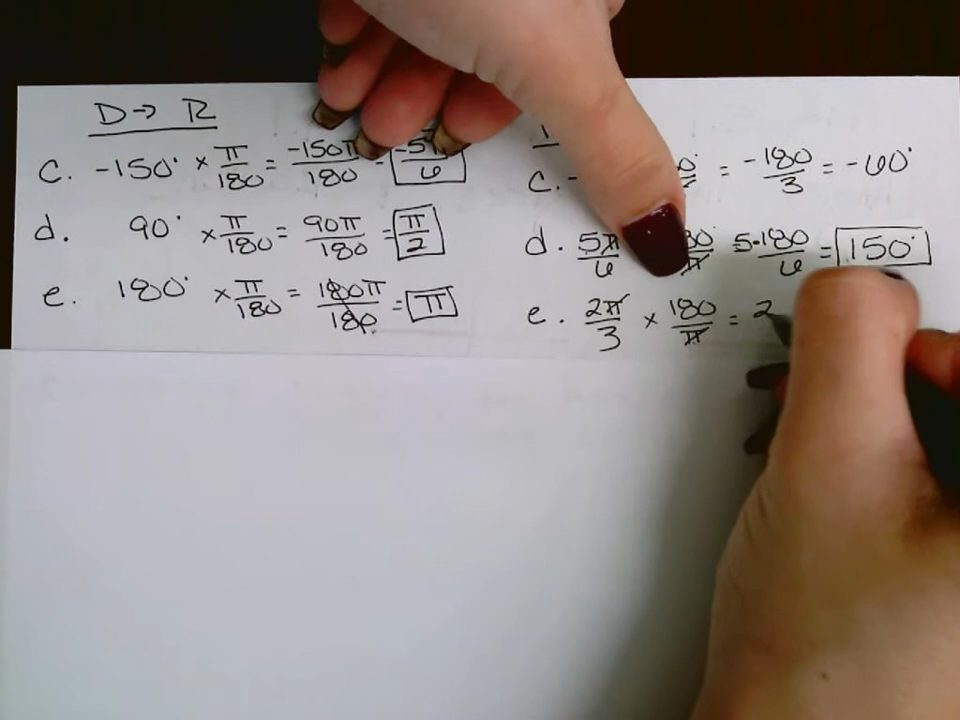 D → R
c. -150° × π/180 = -150π/180 = -5π/6
d. 90° × π/180 = 90π/180 = π/2
e. 180° × π/180 = 180π/180 = π
c. - = -180/3 = -60°
d. 5π/6 80/π 5·180/6 = 150°
e. 2π/3 × 180/π = 2